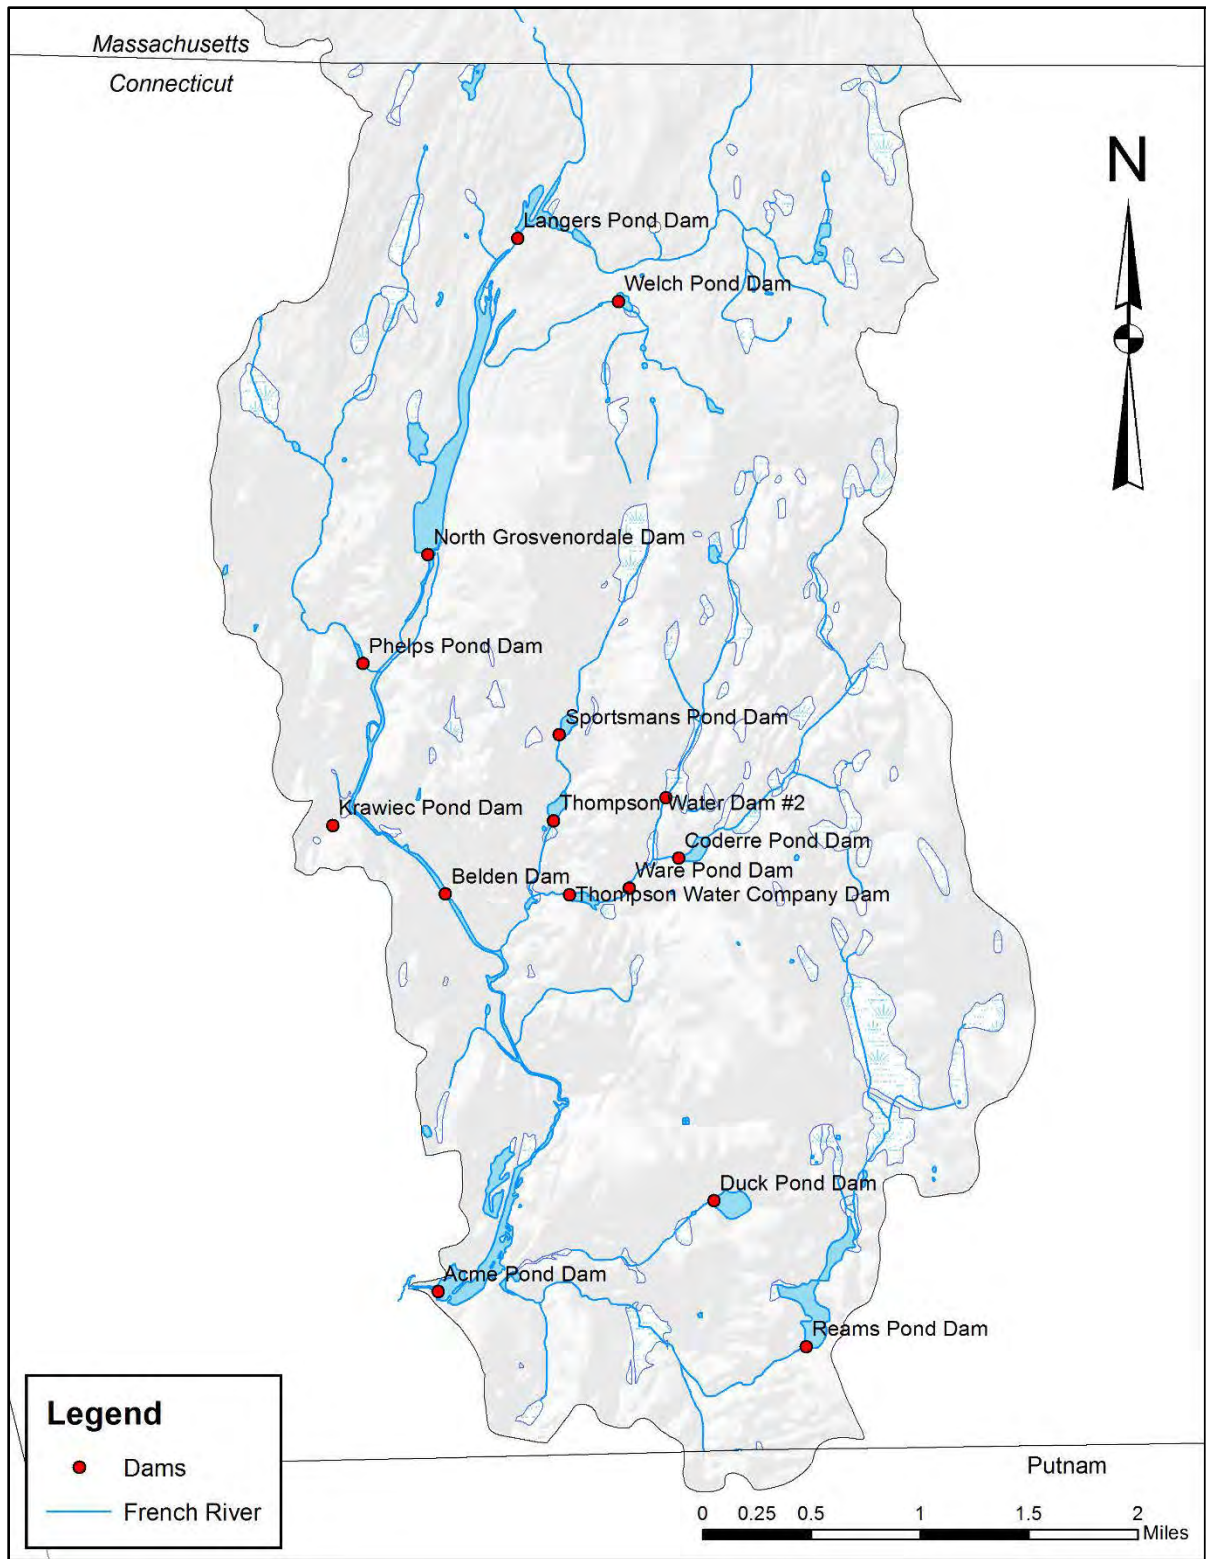 Massachusetts
Connecticut
N
Langers Pond Dam
Welch Pond Dam
North Grosvenordale Dam
Phelps Pond Dam
Sportsmans Pond Dam
Krawiec Pond Dam
Thompson Water Dam #2
Coderre Pond Dam
Ware Pond Dam
Belden Dam
Thompson Water Company Dam
Duck Pond Dam
Acme Pond Dam
Reams Pond Dam
Legend
Dams
French River
Putnam
0 0.25 0.5 1 1.5 2
Miles